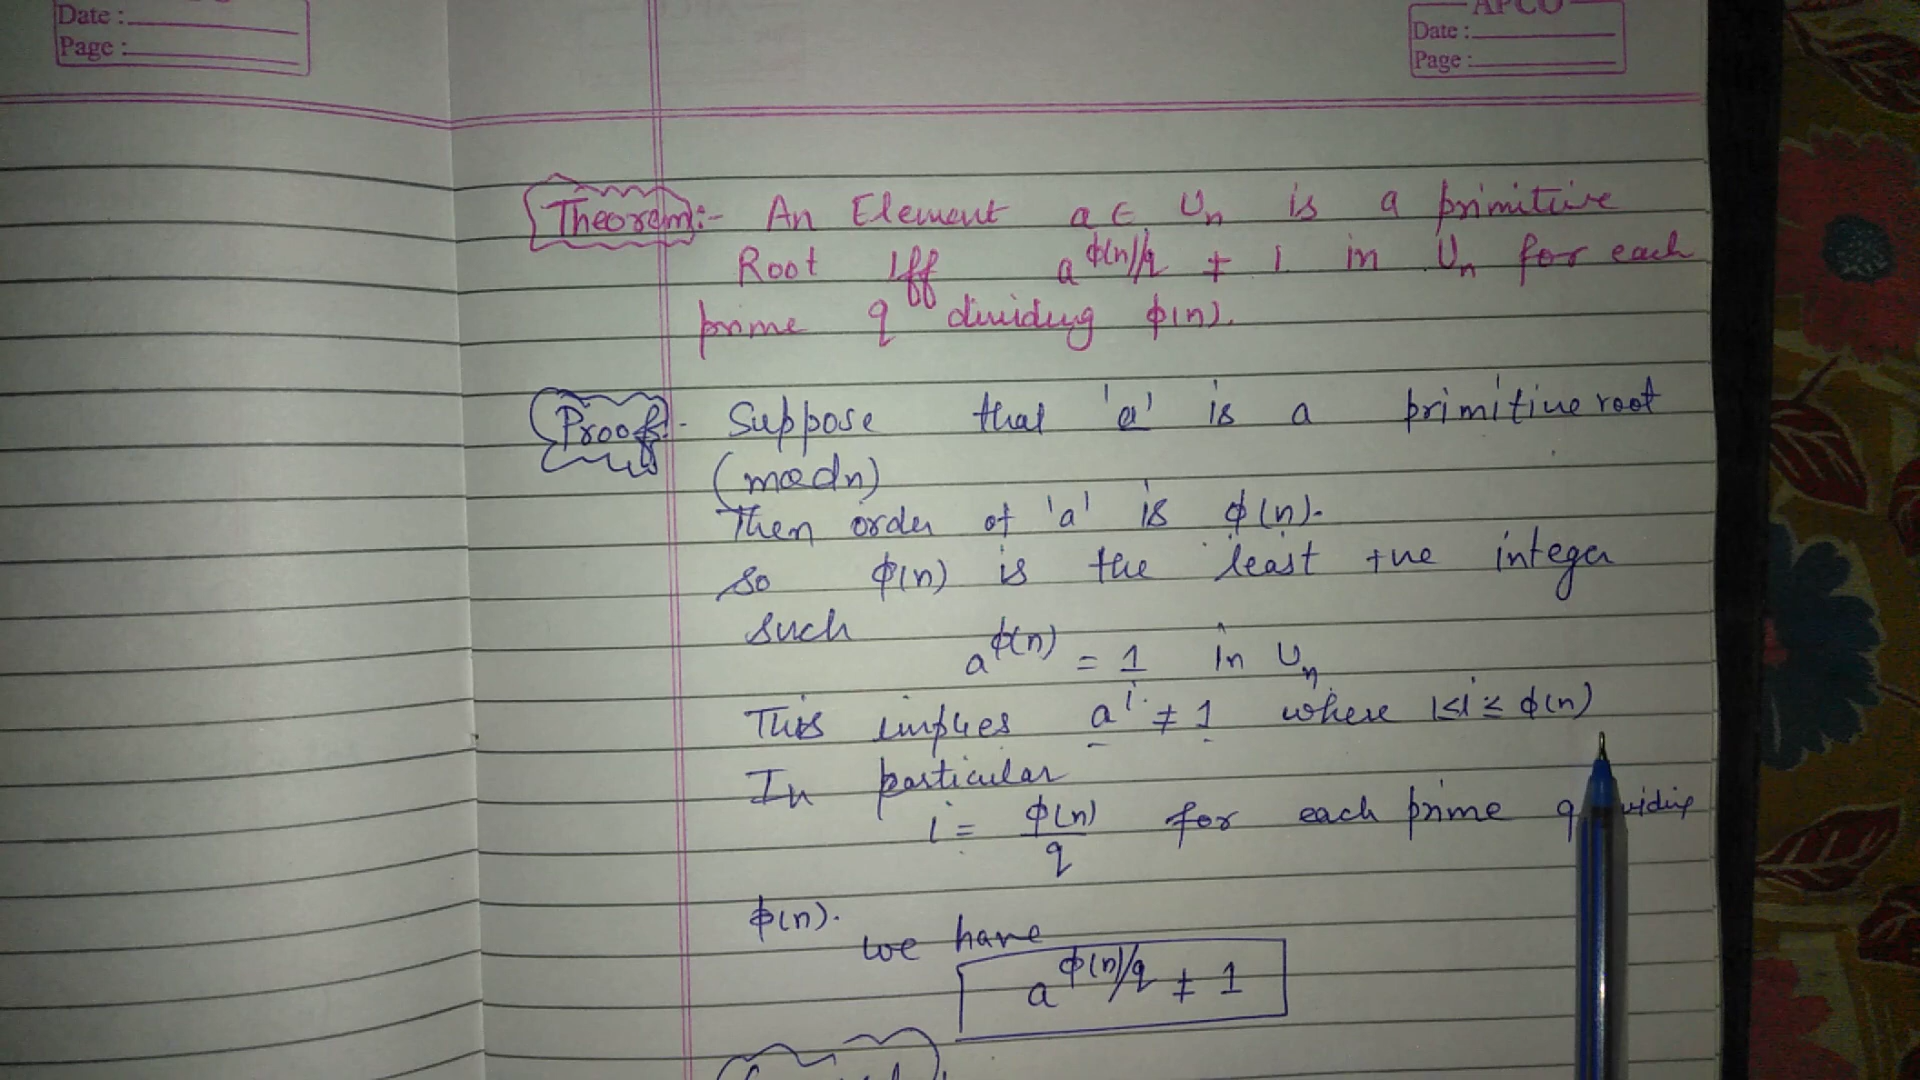 Date :
Page :
APCO
Date :
Page :
Theorem:- An Element a ∈ Un is a primitive
Root Iff a^ϕ(n)/q ≠ 1 in Un for each
prime q dividing ϕ(n).
Proof:- Suppose that 'a' is a primitive root
(mod n)
Then order of 'a' is ϕ(n).
so ϕ(n) is the least +ve integer
such
a^ϕ(n) = 1 in Un
This implies a^i ≠ 1 where 1≤i≤ ϕ(n)
In particular
i = ϕ(n)/q for each prime q
ϕ(n).
we have
a^ϕ(n)/q ≠ 1